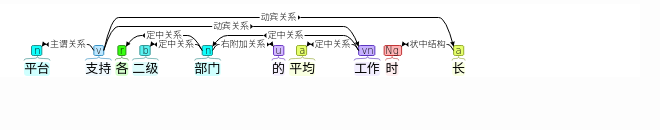 动宾关系
动宾关系
定中关系 定中关系
主谓关系 定中关系 右附加关系 定中关系 状中结构
n v r b n u a vn Ng a
平台 支持 各 二级 部门 的 平均 工作 时 长